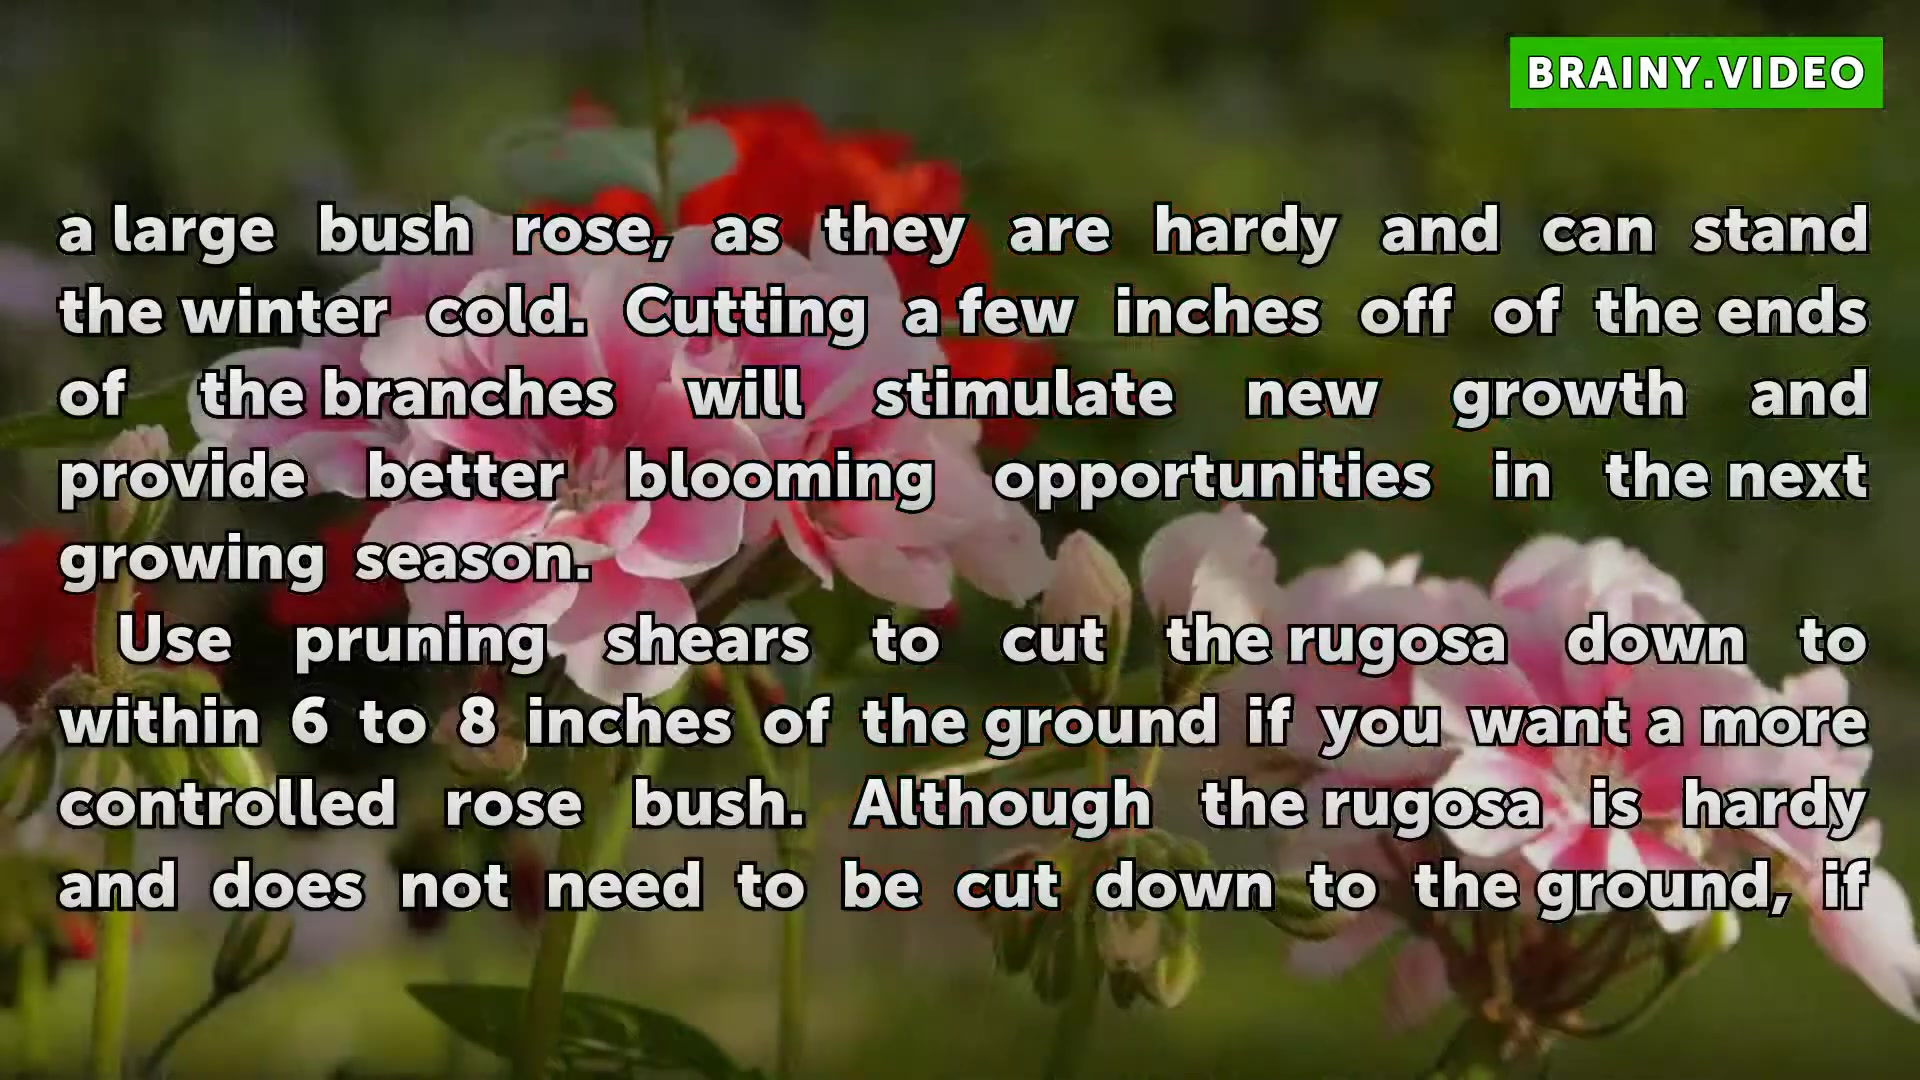 BRAINY.VIDEO
a large bush rose, as they are hardy and can stand
the winter cold. Cutting a few inches off of the ends
of the branches will stimulate new growth and
provide better blooming opportunities in the next
growing season.
Use pruning shears to cut the rugosa down to
within 6 to 8 inches of the ground if you want a more
controlled rose bush. Although the rugosa is hardy
and does not need to be cut down to the ground, if